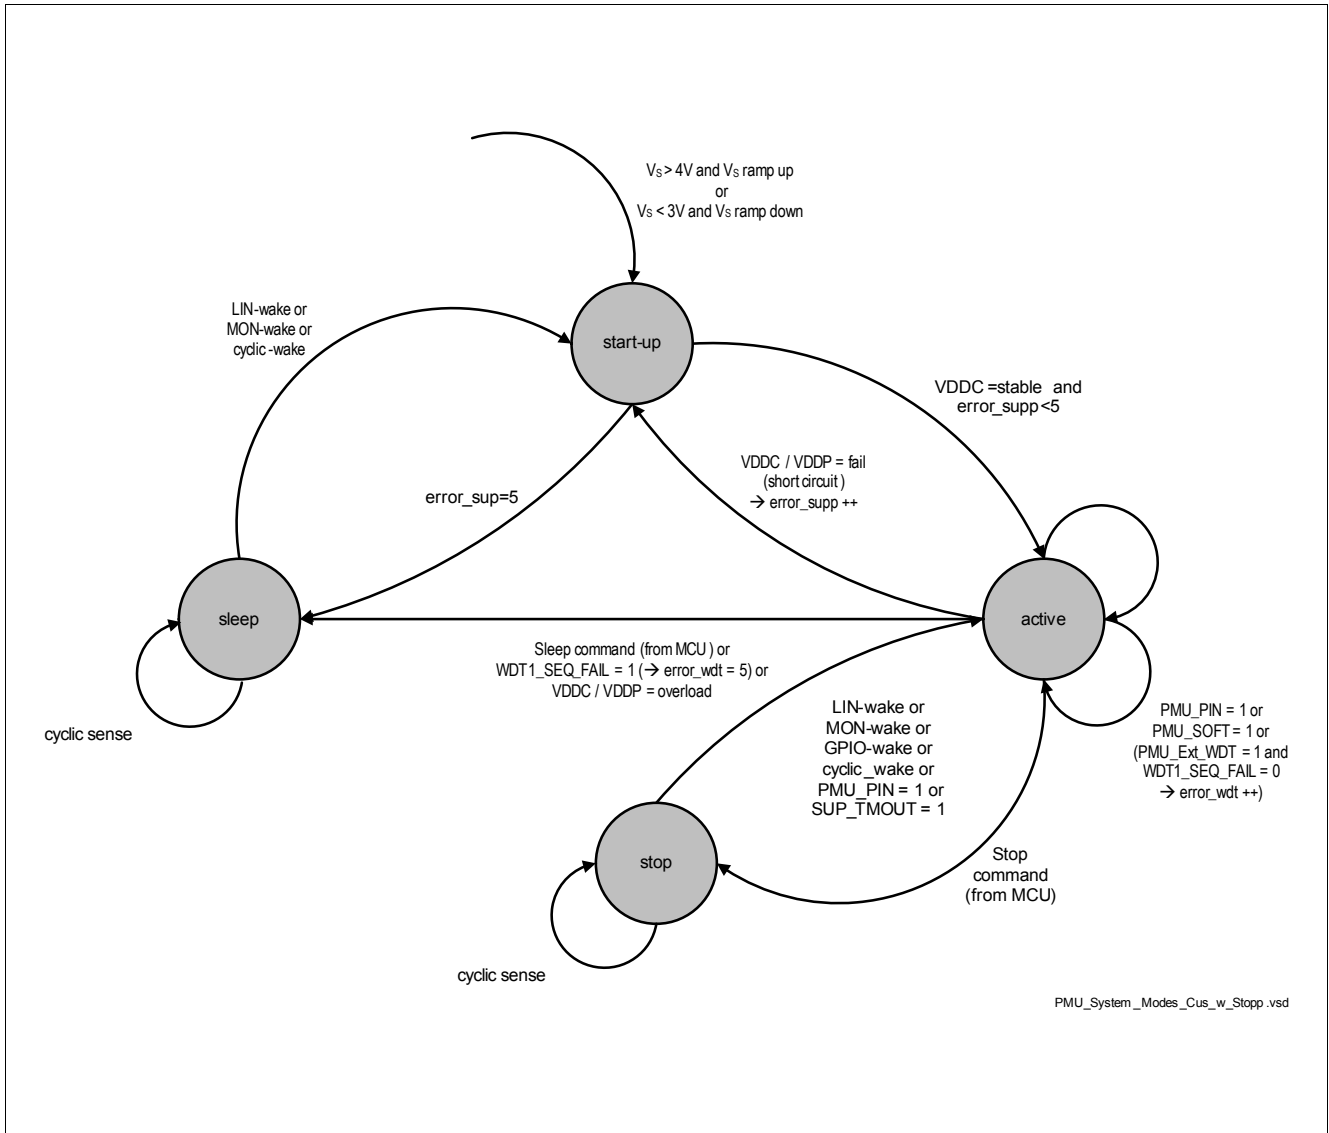 VS > 4V and VS ramp up
or
VS < 3V and VS ramp down
LIN-wake or
MON-wake or
cyclic -wake
start-up
VDDC =stable and
error_supp <5
VDDC / VDDP = fail
(short circuit )
→ error_supp ++
error_sup=5
sleep
active
Sleep command (from MCU ) or
WDT1_SEQ_FAIL = 1 (→ error_wdt = 5) or
VDDC / VDDP = overload
cyclic sense
LIN-wake or
MON-wake or
GPIO-wake or
cyclic_wake or
PMU_PIN = 1 or
SUP_TMOUT = 1
PMU_PIN = 1 or
PMU_SOFT = 1 or
(PMU_Ext_WDT = 1 and
WDT1_SEQ_FAIL = 0
→ error_wdt ++)
stop
Stop
command
(from MCU)
cyclic sense
PMU_System_Modes_Cus_w_Stopp .vsd